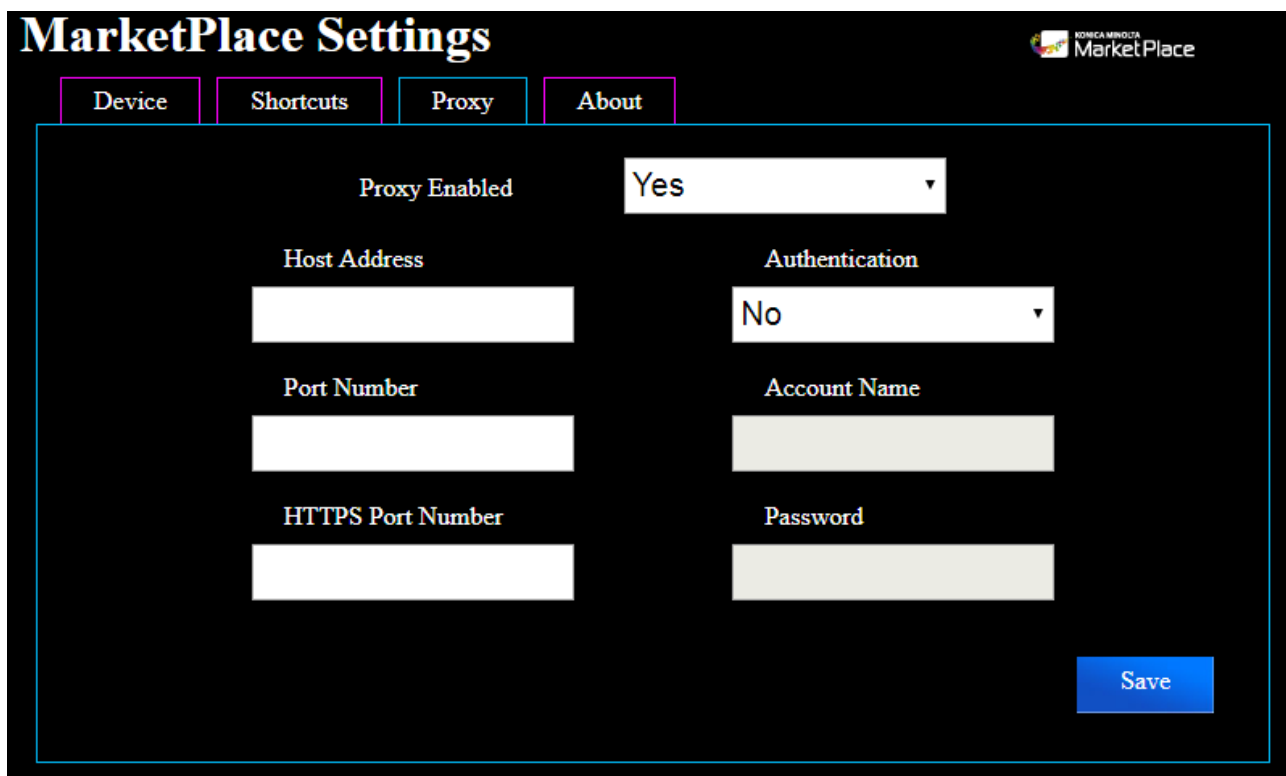 MarketPlace Settings
KONICA MINOLTA
MarketPlace
Device Shortcuts Proxy About
Proxy Enabled Yes
Host Address Authentication
No
Port Number Account Name
HTTPS Port Number Password
Save